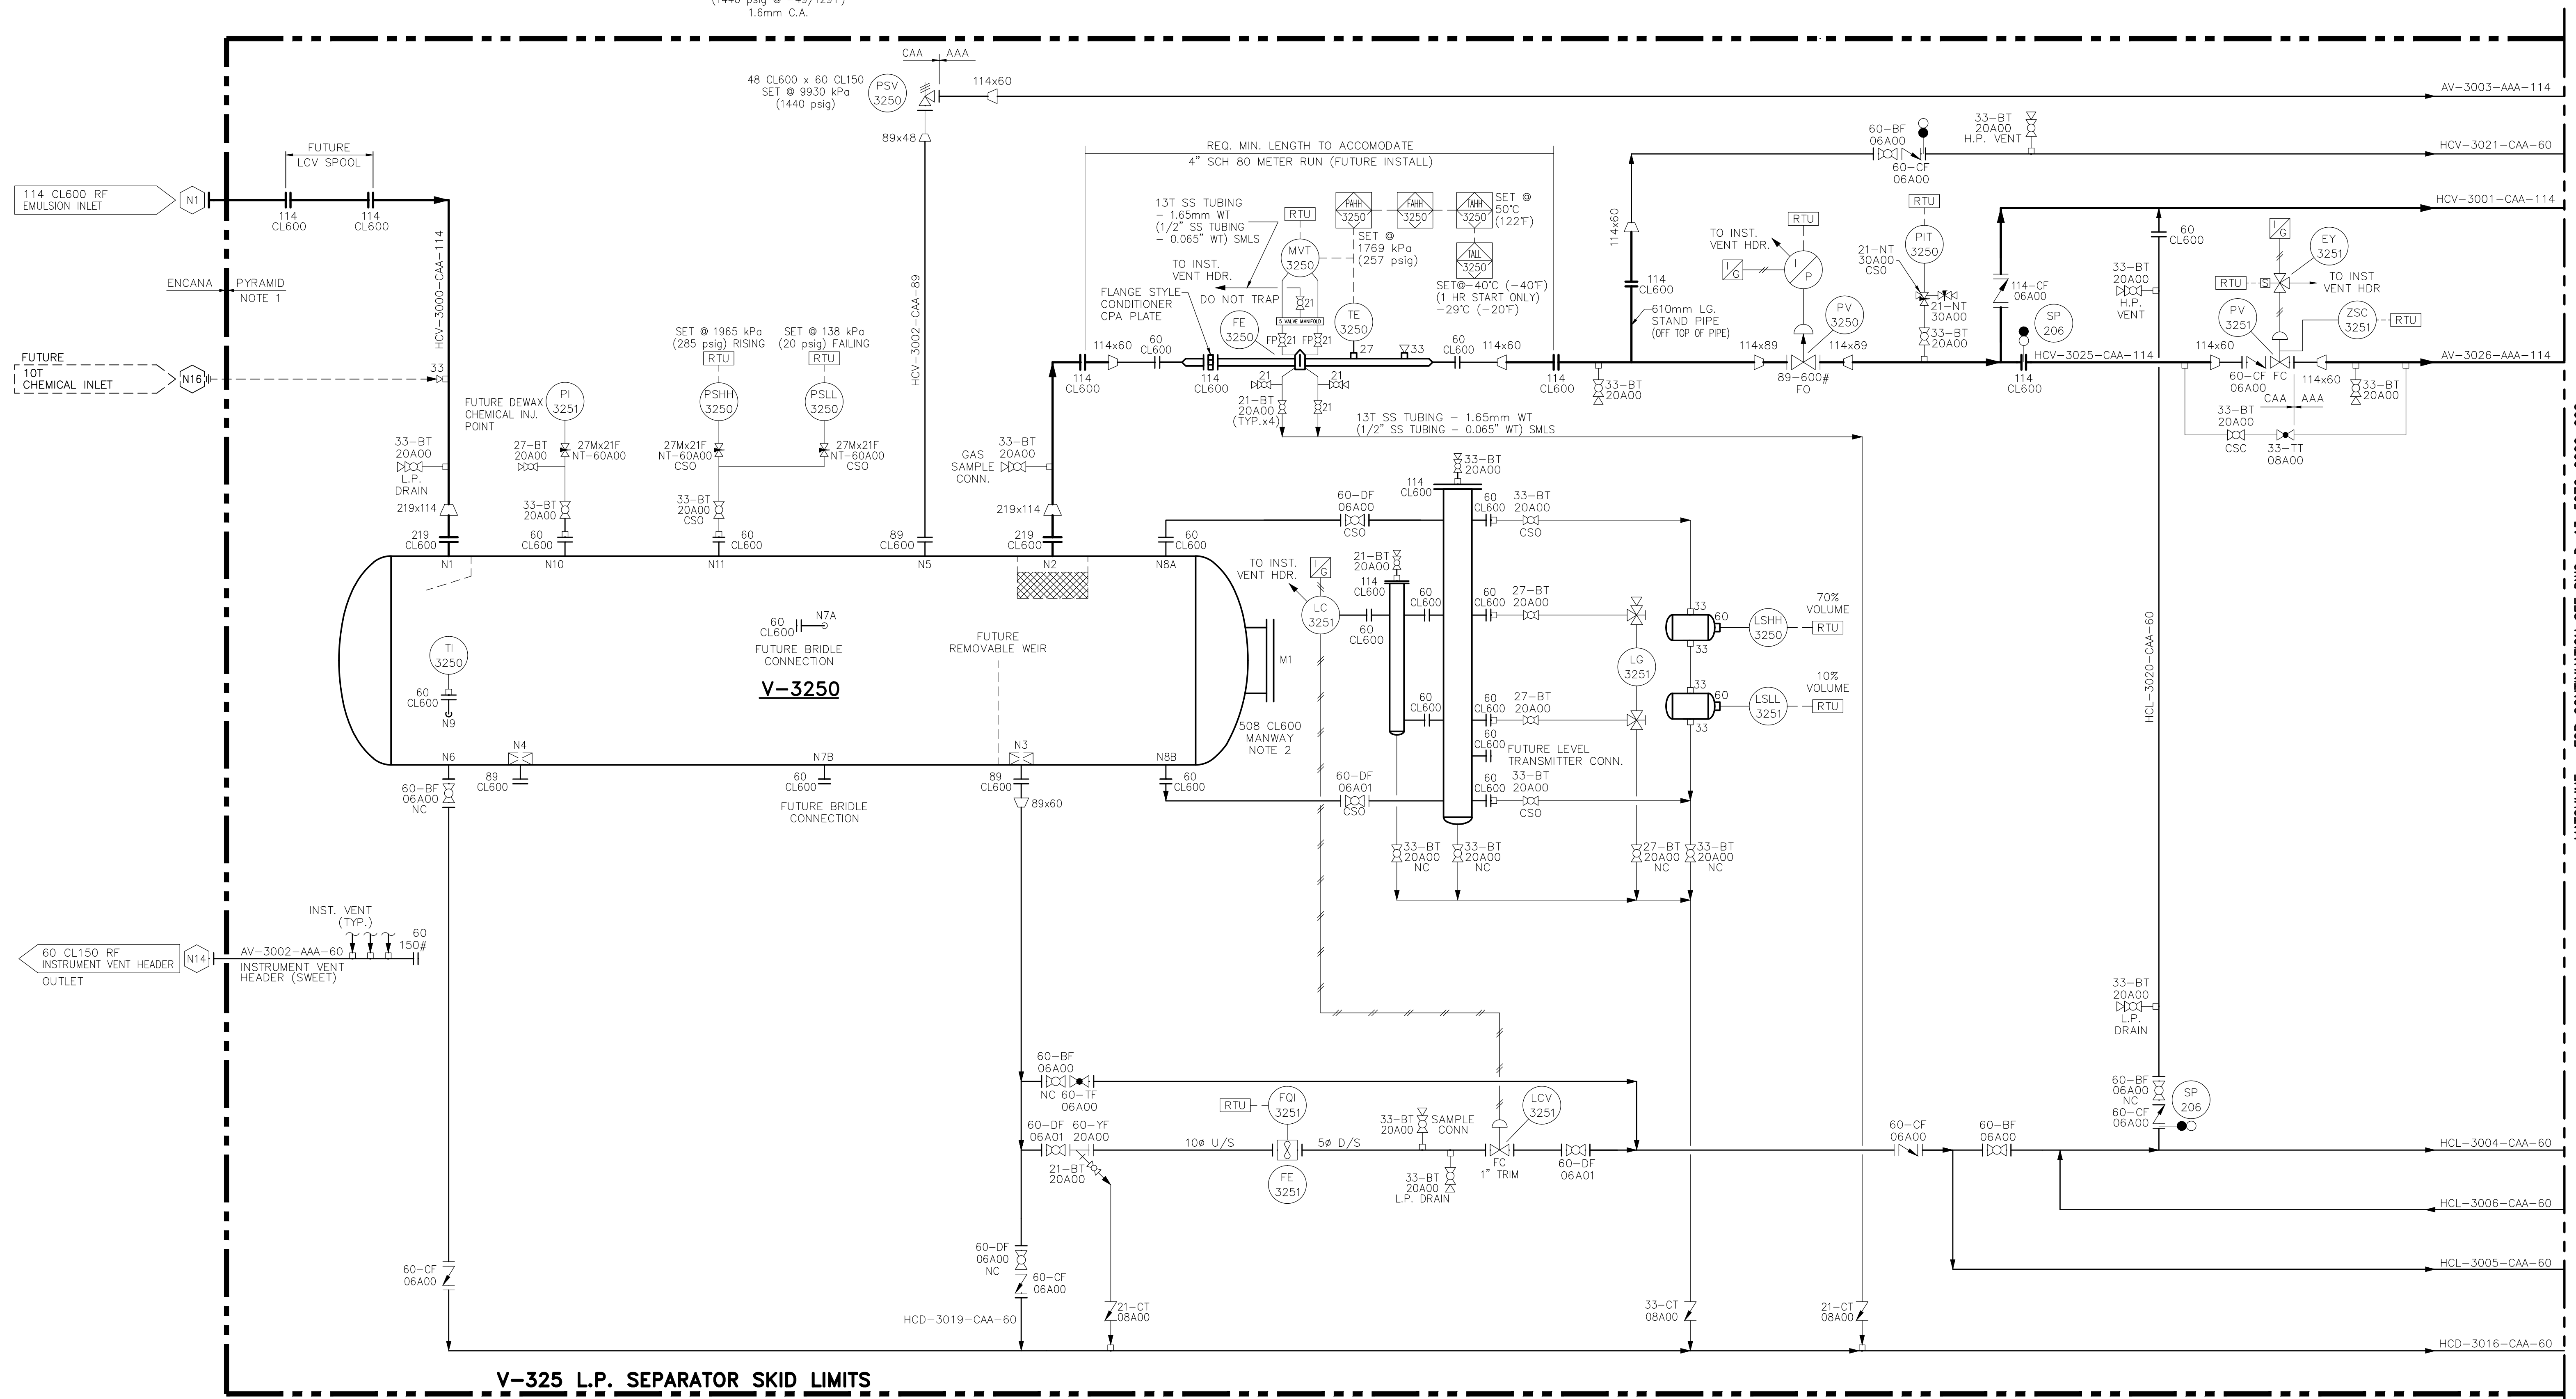 1.6mm C.A.
CAA
AAA
48 CL600 x 60 CL150
SET @ 9930 kPa
(1440 psig)
PSV
3250
114x60
AV-3003-AAA-114
89x48
FUTURE
LCV SPOOL
114 CL600 RF
EMULSION INLET
N1
114
CL600
114
CL600
HCV-3000-CAA-114
ENCANA
PYRAMID
NOTE 1
FUTURE
10T
CHEMICAL INLET
N16
33
FUTURE DEWAX
CHEMICAL INJ.
POINT
PI
3251
27-BT
20A00
27Mx21F
NT-60A00
33-BT
20A00
SET @ 1965 kPa
(285 psig) RISING
RTU
PSHH
3250
27Mx21F
NT-60A00
CSO
33-BT
20A00
CSO
SET @ 138 kPa
(20 psig) FAILING
RTU
PSLL
3250
27Mx21F
NT-60A00
CSO
HCV-3002-CAA-89
33-BT
20A00
L.P.
DRAIN
219x114
219
CL600
60
CL600
60
CL600
89
CL600
GAS
SAMPLE
CONN.
33-BT
20A00
219x114
219
CL600
60
CL600
REQ. MIN. LENGTH TO ACCOMODATE
4" SCH 80 METER RUN (FUTURE INSTALL)
13T SS TUBING
- 1.65mm WT
(1/2" SS TUBING
- 0.065" WT) SMLS
TO INST.
VENT HDR.
DO NOT TRAP
FLANGE STYLE
CONDITIONER
CPA PLATE
RTU
MVT
3250
21
5 VALVE MANIFOLD
FP
21
FP
21
FE
3250
TE
3250
27
33
PAHH
3250
FAHH
3250
TAHH
3250
SET @
50°C
(122°F)
SET @
1769 kPa
(257 psig)
TALL
3250
SET@-40°C (-40°F)
(1 HR START ONLY)
-29°C (-20°F)
114
CL600
114x60
60
CL600
114
CL600
60
CL600
114x60
114
CL600
21
21
21-BT
20A00
(TYP.x4)
21
13T SS TUBING - 1.65mm WT
(1/2" SS TUBING - 0.065" WT) SMLS
33-BT
20A00
114x60
114
CL600
610mm LG.
STAND PIPE
(OFF TOP OF PIPE)
60-BF
06A00
60-CF
06A00
33-BT
20A00
H.P. VENT
HCV-3021-CAA-60
HCV-3001-CAA-114
TO INST.
VENT HDR.
RTU
I
G
I
P
PV
3250
114x89
114x89
89-600#
FO
RTU
PIT
3250
21-NT
30A00
CSO
21-NT
30A00
33-BT
20A00
114-CF
06A00
SP
206
114
CL600
HCV-3025-CAA-114
60
CL600
33-BT
20A00
H.P.
VENT
I
G
EY
3251
RTU
S
TO INST
VENT HDR
PV
3251
ZSC
3251
RTU
114x60
60-CF
06A00
FC
114x60
CAA
AAA
33-BT
20A00
AV-3026-AAA-114
33-BT
20A00
CSC
33-TT
08A00
N1
N10
N11
N5
N2
N8A
TI
3250
60
CL600
N9
60
CL600
N7A
FUTURE BRIDLE
CONNECTION
V-3250
FUTURE
REMOVABLE WEIR
M1
508 CL600
MANWAY
NOTE 2
N6
N4
N7B
N3
N8B
60-BF
06A00
NC
89
CL600
60
CL600
FUTURE BRIDLE
CONNECTION
89
CL600
89x60
60
CL600
60-DF
06A00
CSO
60-DF
06A01
CSO
33-BT
20A00
114
CL600
60
CL600
33-BT
20A00
CSO
TO INST.
VENT HDR.
I
G
LC
3251
60
CL600
21-BT
20A00
114
CL600
60
CL600
60
CL600
60
CL600
27-BT
20A00
60
CL600
27-BT
20A00
60
CL600
FUTURE LEVEL
TRANSMITTER CONN.
60
CL600
33-BT
20A00
CSO
LG
3251
33
60
33
LSHH
3250
RTU
70%
VOLUME
33
60
33
LSLL
3251
RTU
10%
VOLUME
33-BT
20A00
NC
33-BT
20A00
NC
27-BT
20A00
NC
33-BT
20A00
NC
HCL-3020-CAA-60
INST. VENT
(TYP.)
60
150#
60 CL150 RF
INSTRUMENT VENT HEADER
OUTLET
N14
AV-3002-AAA-60
INSTRUMENT VENT
HEADER (SWEET)
33-BT
20A00
L.P.
DRAIN
60-BF
06A00
NC
60-CF
06A00
SP
206
60-BF
06A00
NC
60-TF
06A00
RTU
FQI
3251
60-DF
06A01
60-YF
20A00
21-BT
20A00
10ø U/S
FE
3251
5ø D/S
33-BT
20A00
SAMPLE
CONN
33-BT
20A00
L.P. DRAIN
LCV
3251
FC
1" TRIM
60-DF
06A01
60-CF
06A00
60-BF
06A00
HCL-3004-CAA-60
HCL-3006-CAA-60
HCL-3005-CAA-60
60-CF
06A00
60-DF
06A00
NC
60-CF
06A00
HCD-3019-CAA-60
21-CT
08A00
33-CT
08A00
21-CT
08A00
HCD-3016-CAA-60
V-325 L.P. SEPARATOR SKID LIMITS